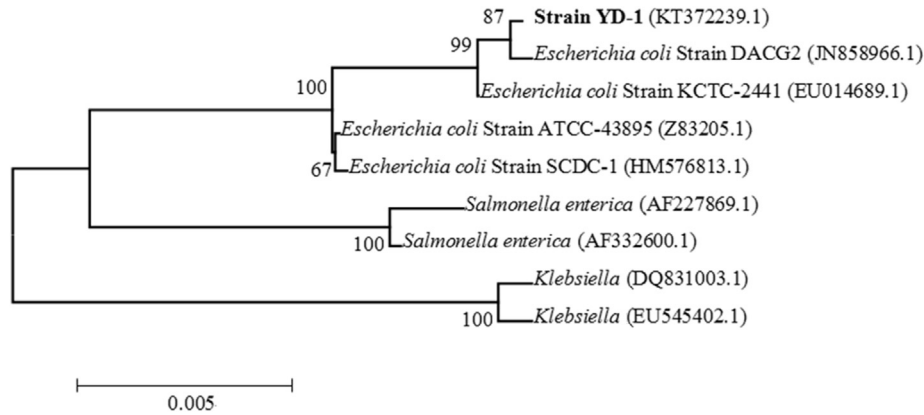 87
Strain YD-1 (KT372239.1)
99
Escherichia coli Strain DACG2 (JN858966.1)
100
Escherichia coli Strain KCTC-2441 (EU014689.1)
Escherichia coli Strain ATCC-43895 (Z83205.1)
67
Escherichia coli Strain SCDC-1 (HM576813.1)
Salmonella enterica (AF227869.1)
100
Salmonella enterica (AF332600.1)
Klebsiella (DQ831003.1)
100
Klebsiella (EU545402.1)
0.005